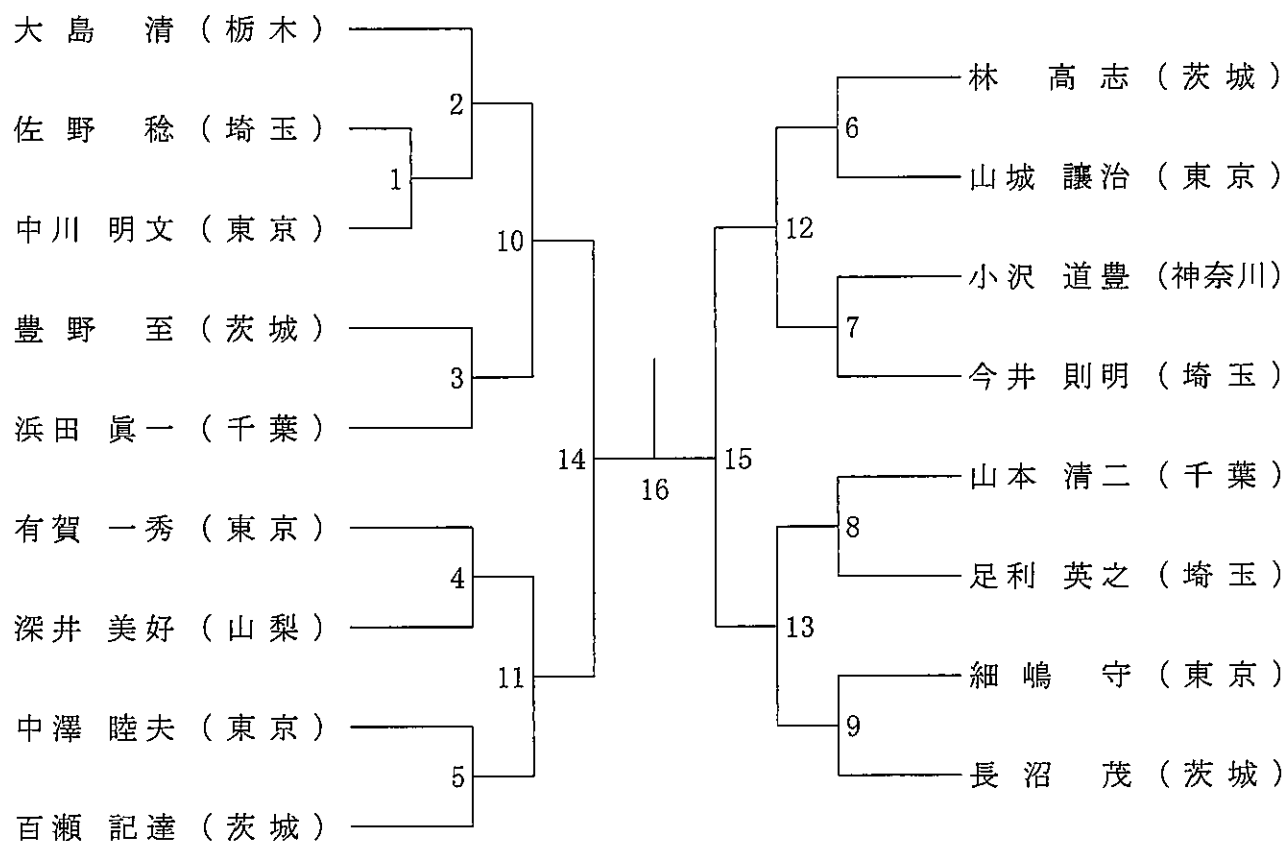 大島 清 (栃木)
佐野 稔 (埼玉)
中川 明文 (東京)
豊野 至 (茨城)
浜田 眞一 (千葉)
有賀 一秀 (東京)
深井 美好 (山梨)
中澤 睦夫 (東京)
百瀬 記達 (茨城)
1
2
3
4
5
10
11
14
16
15
12
13
6
7
8
9
林 高志 (茨城)
山城 讓治 (東京)
小沢 道豊 (神奈川)
今井 則明 (埼玉)
山本 清二 (千葉)
足利 英之 (埼玉)
細嶋 守 (東京)
長沼 茂 (茨城)